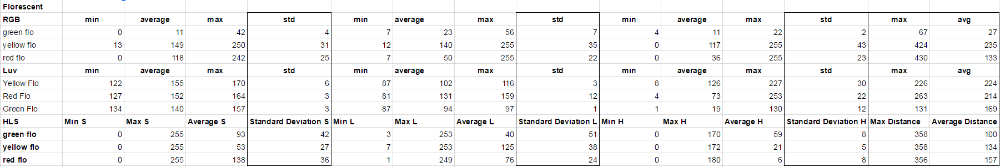 Florescent
RGB min average max std min average max std min average max std max avg
green flo 0 11 42 4 7 23 56 7 4 11 22 2 67 27
yellow flo 13 149 250 31 12 140 255 35 0 117 255 43 424 235
red flo 0 118 242 25 7 50 255 22 0 36 255 23 430 133
Luv min average max std min average max std min average max std max avg
Yellow Flo 122 155 170 6 87 102 116 3 8 126 227 30 226 224
Red Flo 127 152 164 3 81 131 159 12 4 73 253 22 263 214
Green Flo 134 140 157 3 87 94 97 1 1 19 130 12 131 169
HLS Min S Max S Average S Standard Deviation S Min L Max L Average L Standard Deviation L Min H Max H Average H Standard Deviation H Max Distance Average Distance
green flo 0 255 93 42 3 253 40 51 0 170 59 8 358 100
yellow flo 0 255 53 27 7 253 125 38 0 172 21 5 358 134
red flo 0 255 138 36 1 249 76 24 0 180 6 8 356 157